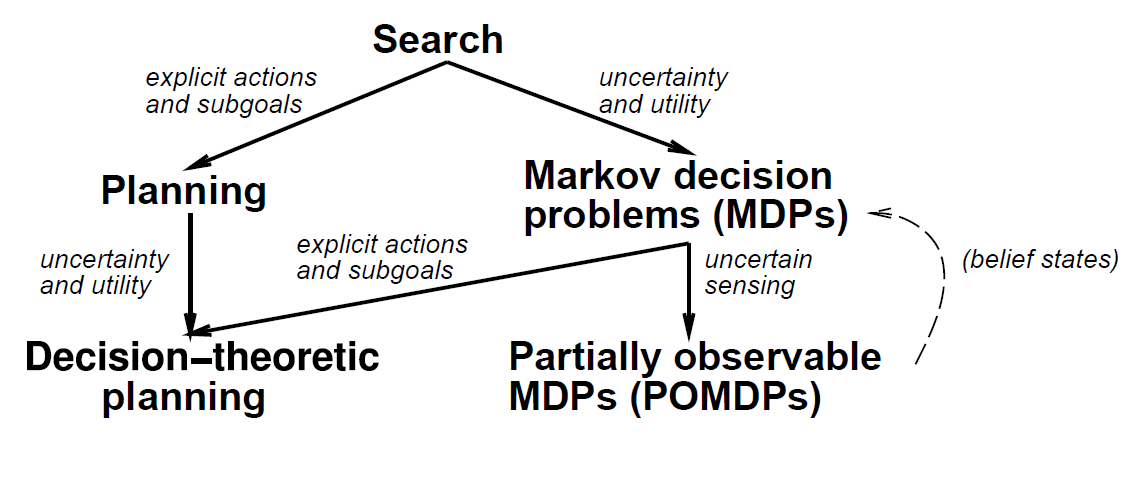 Search
explicit actions
and subgoals
uncertainty
and utility
Planning
Markov decision
problems (MDPs)
uncertainty
and utility
explicit actions
and subgoals
uncertain
sensing
(belief states)
Decision−theoretic
planning
Partially observable
MDPs (POMDPs)